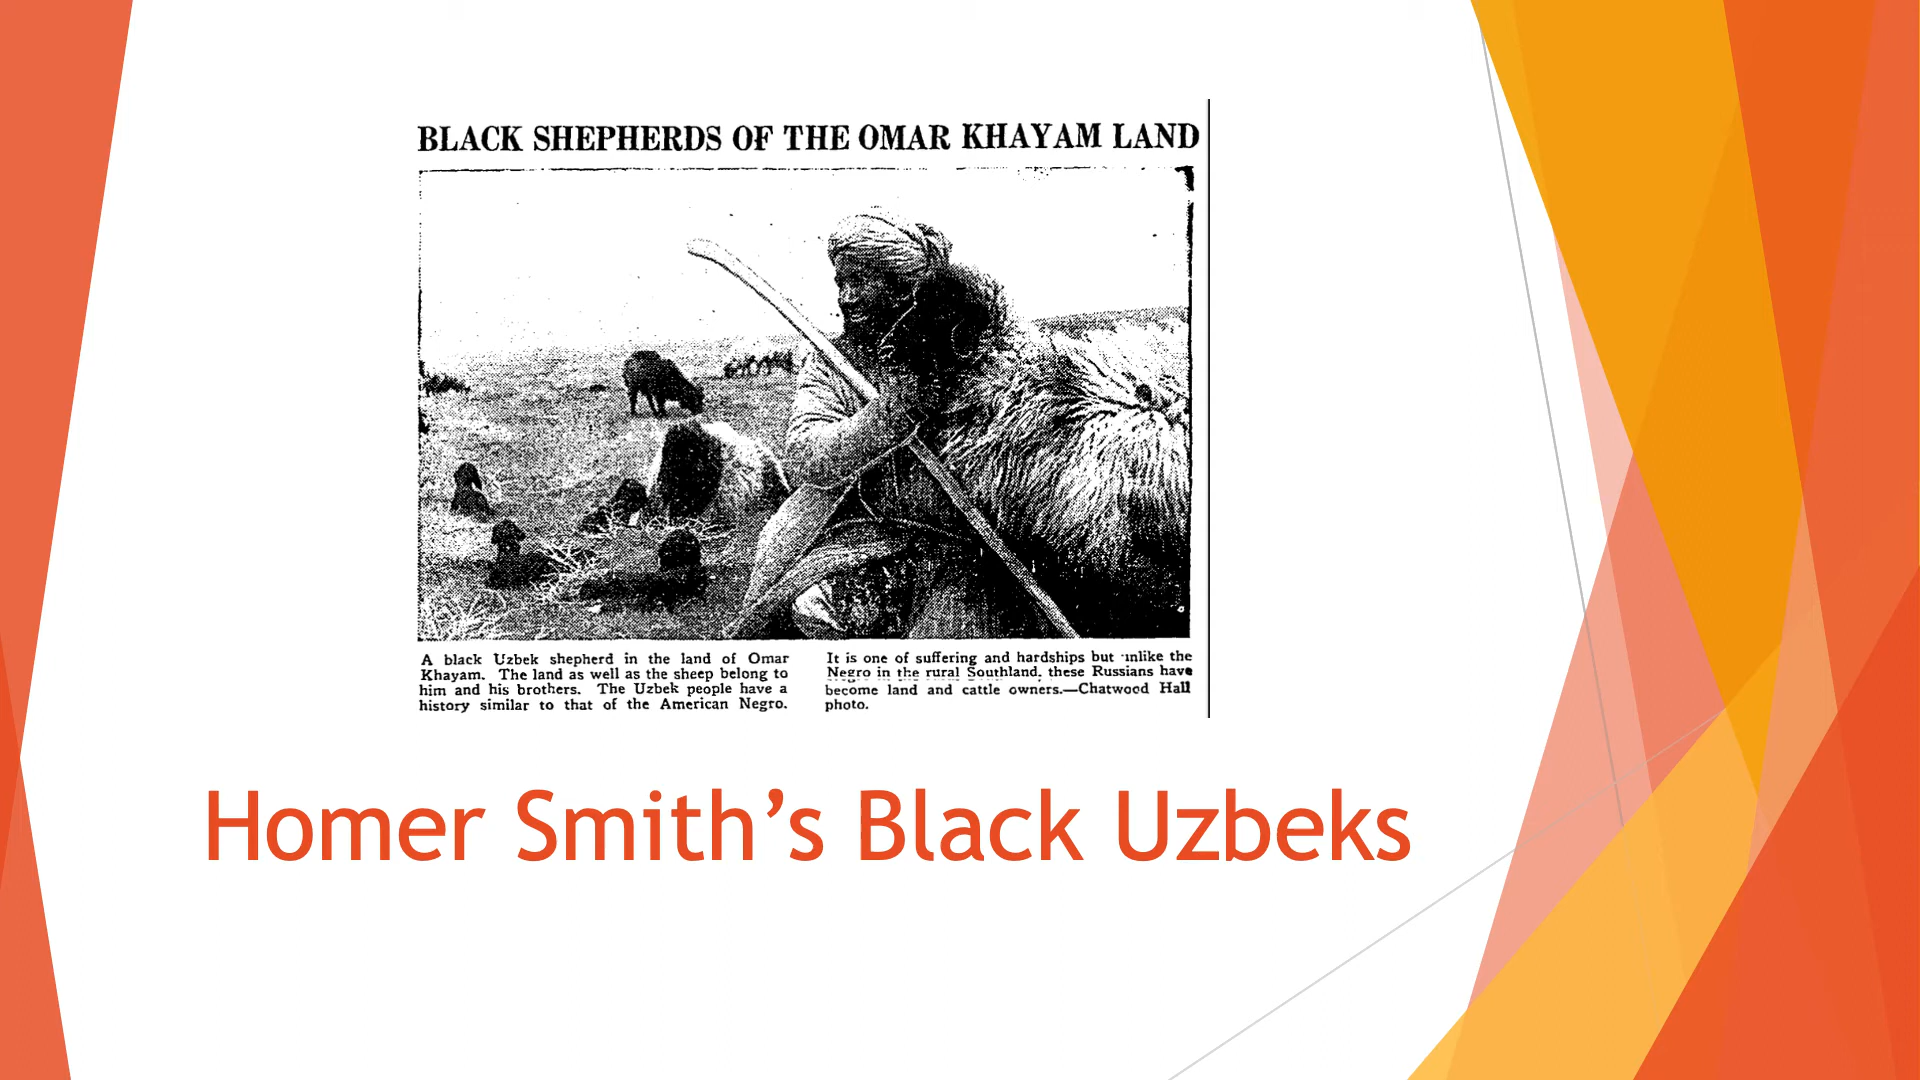 BLACK SHEPHERDS OF THE OMAR KHAYAM LAND
A black Uzbek shepherd in the land of Omar
Khayam. The land as well as the sheep belong to
him and his brothers. The Uzbek people have a
history similar to that of the American Negro.
It is one of suffering and hardships but unlike the
Negro in the rural Southland, these Russians have
become land and cattle owners.—Chatwood Hall
photo.
Homer Smith’s Black Uzbeks